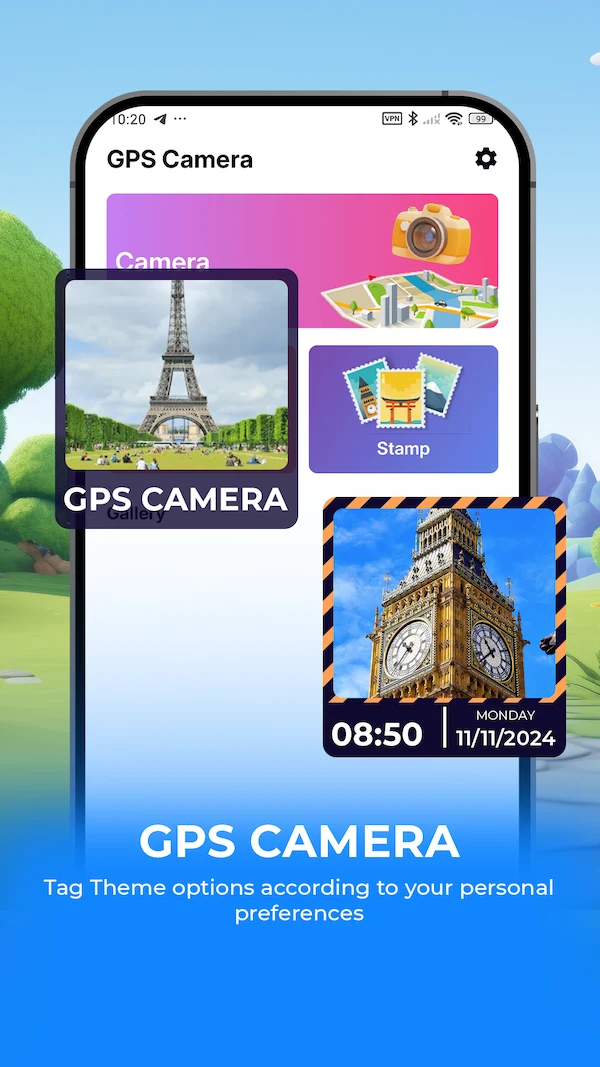 10:20
VPN
99
GPS Camera
Camera
Stamp
GPS CAMERA
Gallery
08:50
MONDAY
11/11/2024
GPS CAMERA
Tag Theme options according to your personal
preferences